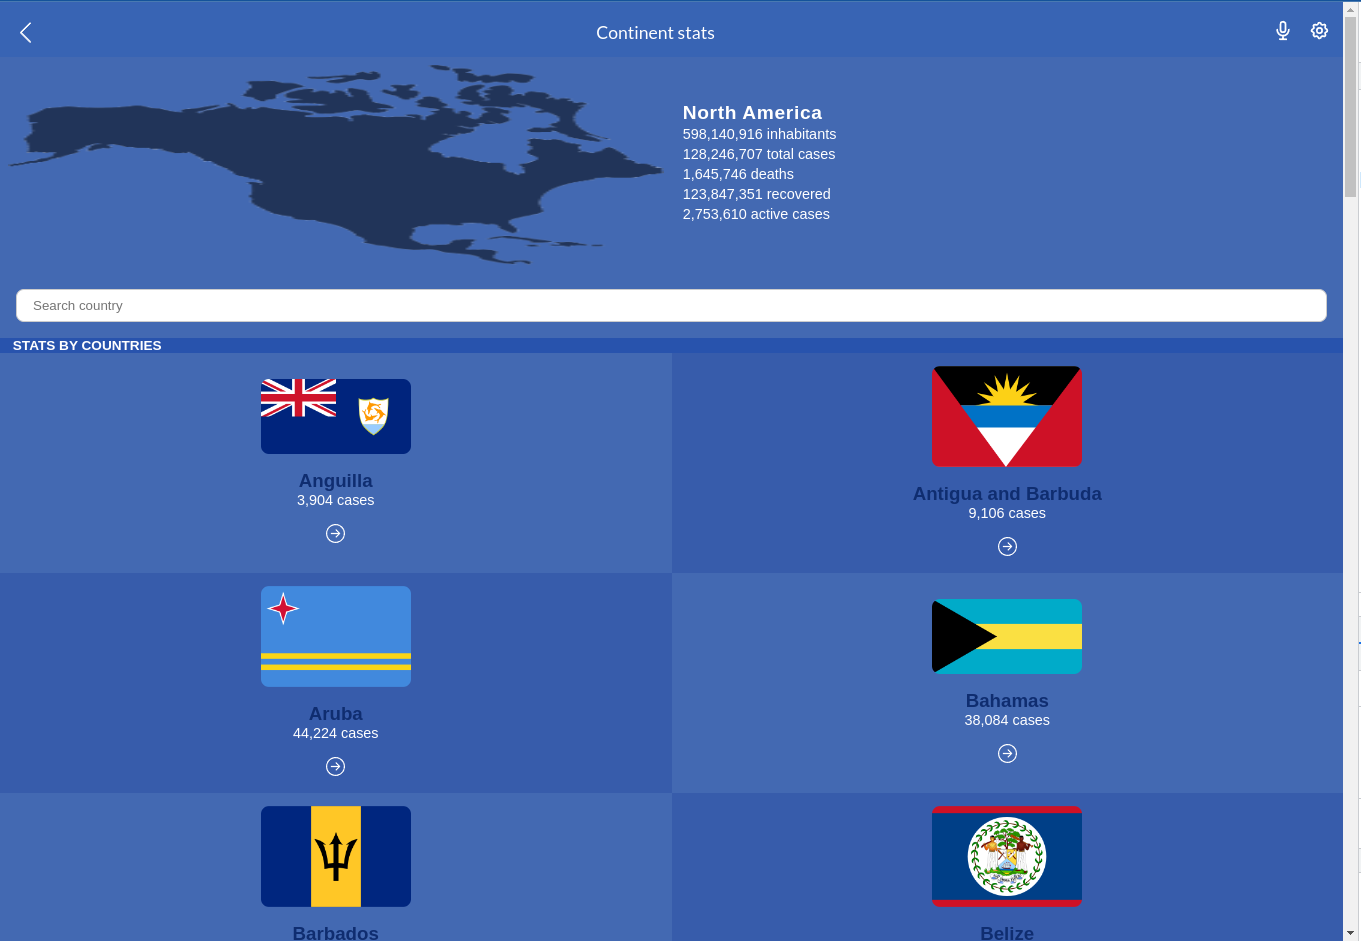 Continent stats
North America
598,140,916 inhabitants
128,246,707 total cases
1,645,746 deaths
123,847,351 recovered
2,753,610 active cases
Search country
STATS BY COUNTRIES
Anguilla
3,904 cases
Antigua and Barbuda
9,106 cases
Aruba
44,224 cases
Bahamas
38,084 cases
Barbados
Belize